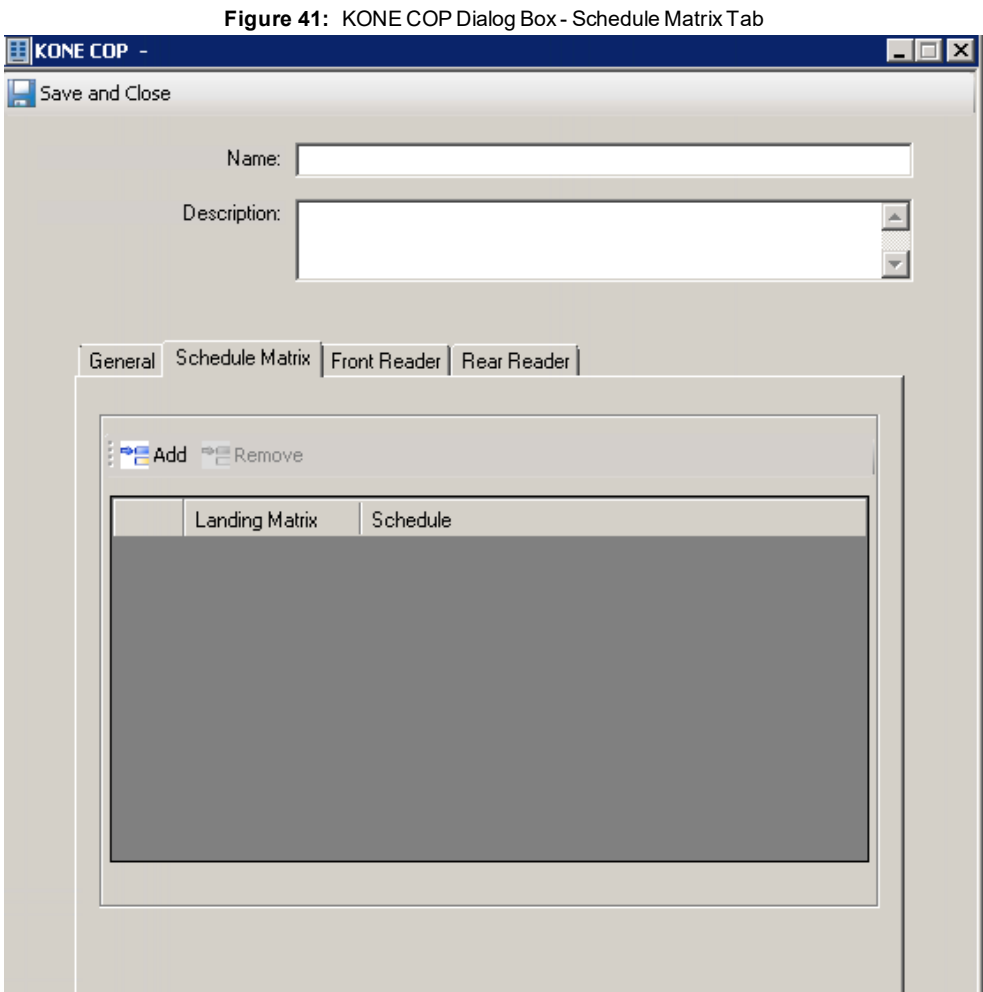 Figure 41: KONE COP Dialog Box - Schedule Matrix Tab
KONE COP -
Save and Close
Name:
Description:
General Schedule Matrix Front Reader Rear Reader
Add Remove
Landing Matrix Schedule